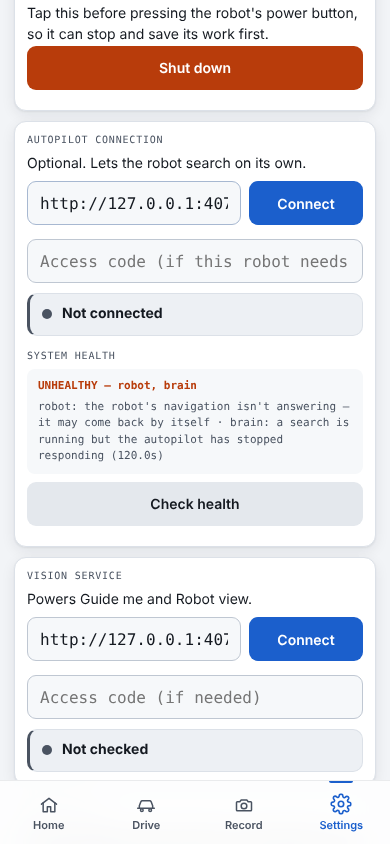 Tap this before pressing the robot's power button,
so it can stop and save its work first.
Shut down
AUTOPILOT CONNECTION
Optional. Lets the robot search on its own.
http://127.0.0.1:407
Connect
Access code (if this robot needs
Not connected
SYSTEM HEALTH
UNHEALTHY — robot, brain
robot: the robot's navigation isn't answering —
it may come back by itself · brain: a search is
running but the autopilot has stopped
responding (120.0s)
Check health
VISION SERVICE
Powers Guide me and Robot view.
http://127.0.0.1:407
Connect
Access code (if needed)
Not checked
Home
Drive
Record
Settings